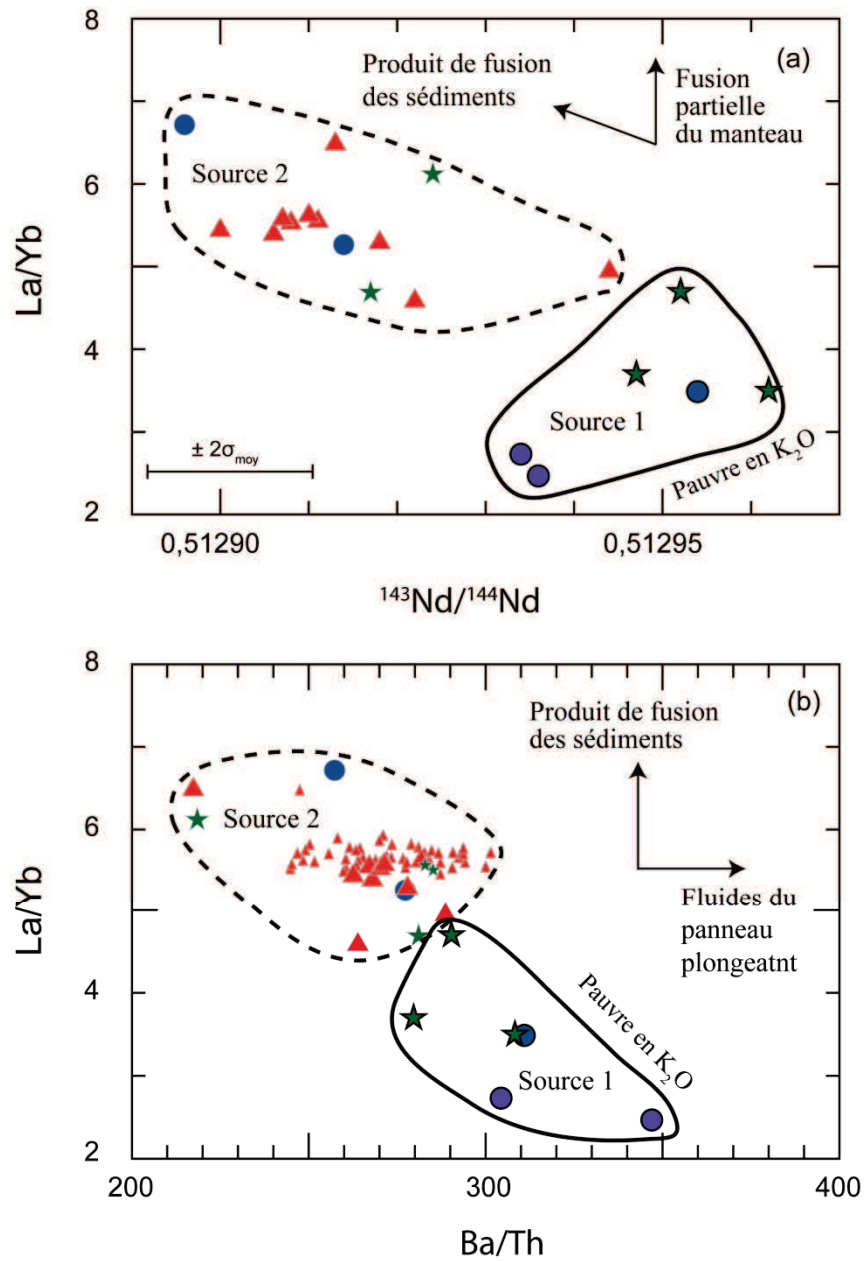 8
(a)
Produit de fusion
des sédiments
Fusion
partielle
du manteau
Source 2
6
La/Yb
4
Source 1
± 2σmoy
Pauvre en K₂O
2
0,51290
0,51295
¹⁴³Nd/¹⁴⁴Nd
8
(b)
Produit de fusion
des sédiments
Source 2
6
Fluides du
panneau
plongeatnt
La/Yb
4
Pauvre en K₂O
Source 1
2
200
300
400
Ba/Th